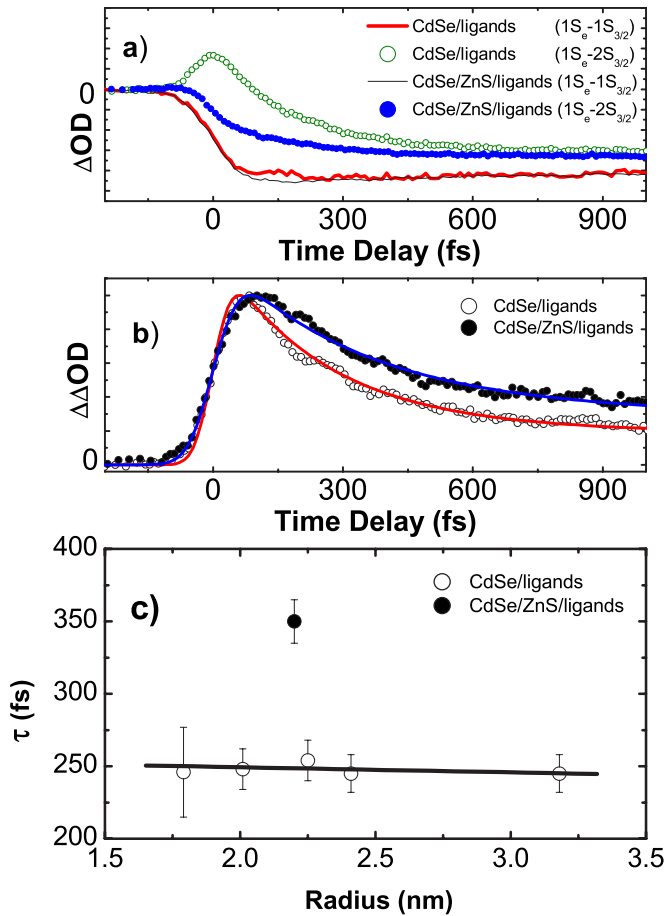 a)
CdSe/ligands (1Se-1S3/2)
CdSe/ligands (1Se-2S3/2)
CdSe/ZnS/ligands (1Se-1S3/2)
CdSe/ZnS/ligands (1Se-2S3/2)
0
ΔOD
0 300 600 900
Time Delay (fs)
b)
CdSe/ligands
CdSe/ZnS/ligands
ΔΔOD
0
0 300 600 900
Time Delay (fs)
c)
CdSe/ligands
CdSe/ZnS/ligands
400
350
300
250
200
τ (fs)
1.5 2.0 2.5 3.0 3.5
Radius (nm)